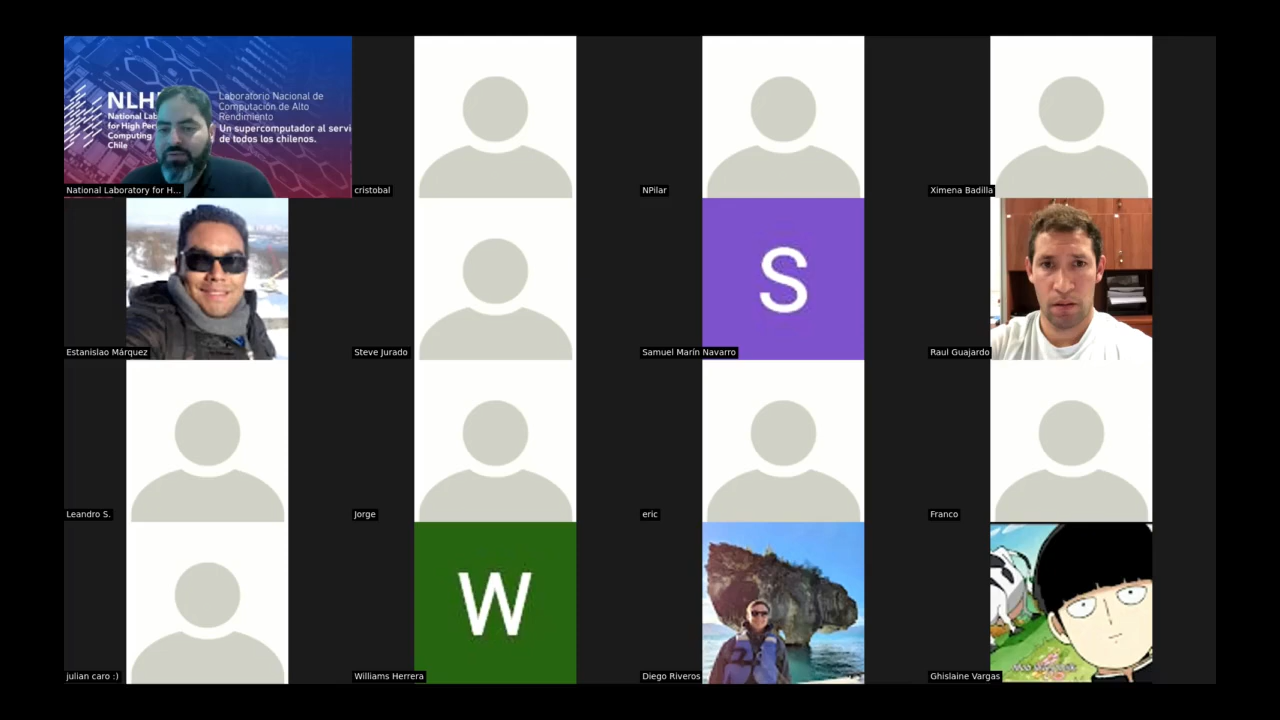 NLH
National Lab
for High Per
Computing
Chile
Laboratorio Nacional de
Computación de Alto
Rendimiento
Un supercomputador al servi
de todos los chilenos.
National Laboratory for H...
cristobal
NPilar
Ximena Badilla
S
Estanislao Márquez
Steve Jurado
Samuel Marín Navarro
Raul Guajardo
Leandro S.
Jorge
eric
Franco
W
julian caro :)
Williams Herrera
Diego Riveros
Ghislaine Vargas